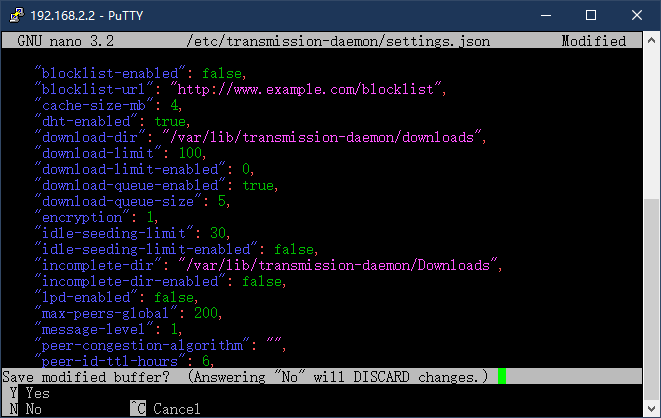 192.168.2.2 - PuTTY
GNU nano 3.2 /etc/transmission-daemon/settings.json Modified
"blocklist-enabled": false,
"blocklist-url": "http://www.example.com/blocklist",
"cache-size-mb": 4,
"dht-enabled": true,
"download-dir": "/var/lib/transmission-daemon/downloads",
"download-limit": 100,
"download-limit-enabled": 0,
"download-queue-enabled": true,
"download-queue-size": 5,
"encryption": 1,
"idle-seeding-limit": 30,
"idle-seeding-limit-enabled": false,
"incomplete-dir": "/var/lib/transmission-daemon/Downloads",
"incomplete-dir-enabled": false,
"lpd-enabled": false,
"max-peers-global": 200,
"message-level": 1,
"peer-congestion-algorithm": "",
"peer-id-ttl-hours": 6,
Save modified buffer?  (Answering "No" will DISCARD changes.)
Y Yes
N No ^C Cancel